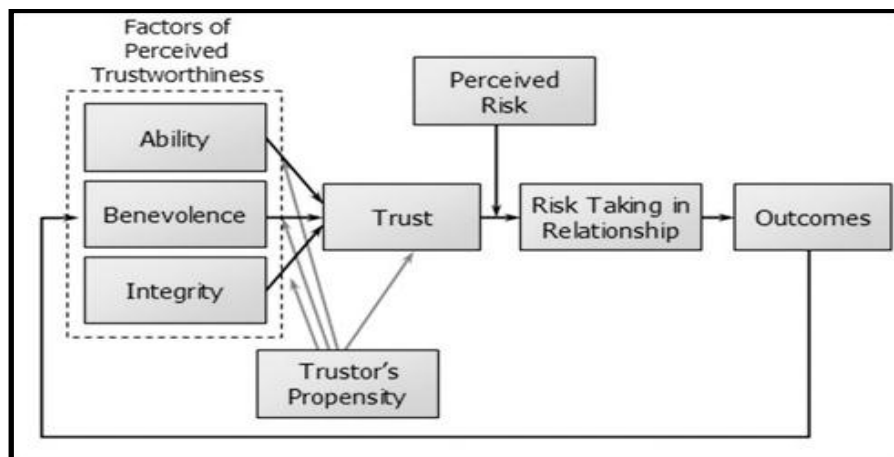 Factors of
Perceived
Trustworthiness
Ability
Benevolence
Integrity
Trust
Perceived
Risk
Risk Taking in
Relationship
Outcomes
Trustor's
Propensity